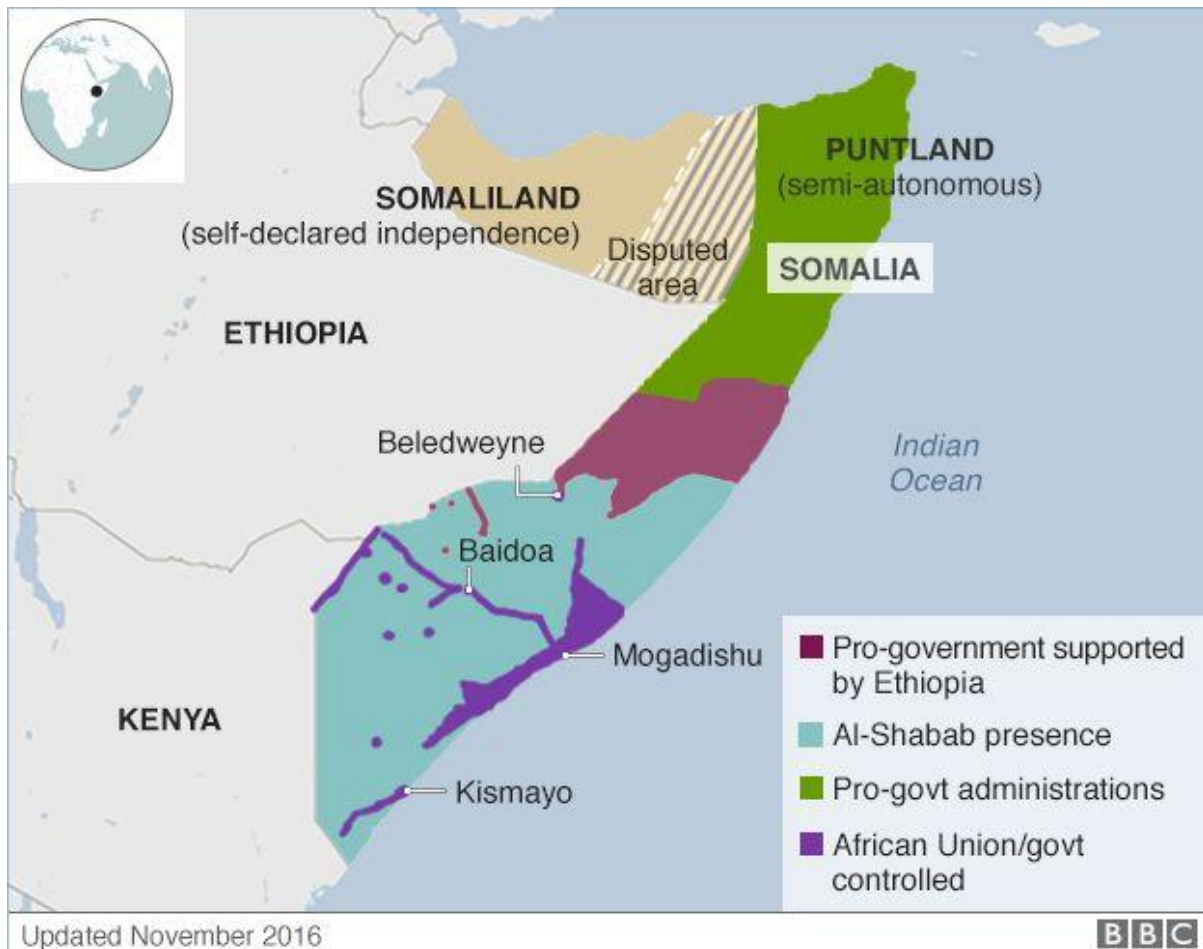 PUNTLAND
(semi-autonomous)
SOMALILAND
(self-declared independence)
Disputed
area
SOMALIA
ETHIOPIA
Beledweyne
Indian
Ocean
Baidoa
Mogadishu
KENYA
Kismayo
Pro-government supported
by Ethiopia
Al-Shabab presence
Pro-govt administrations
African Union/govt
controlled
Updated November 2016
BBC